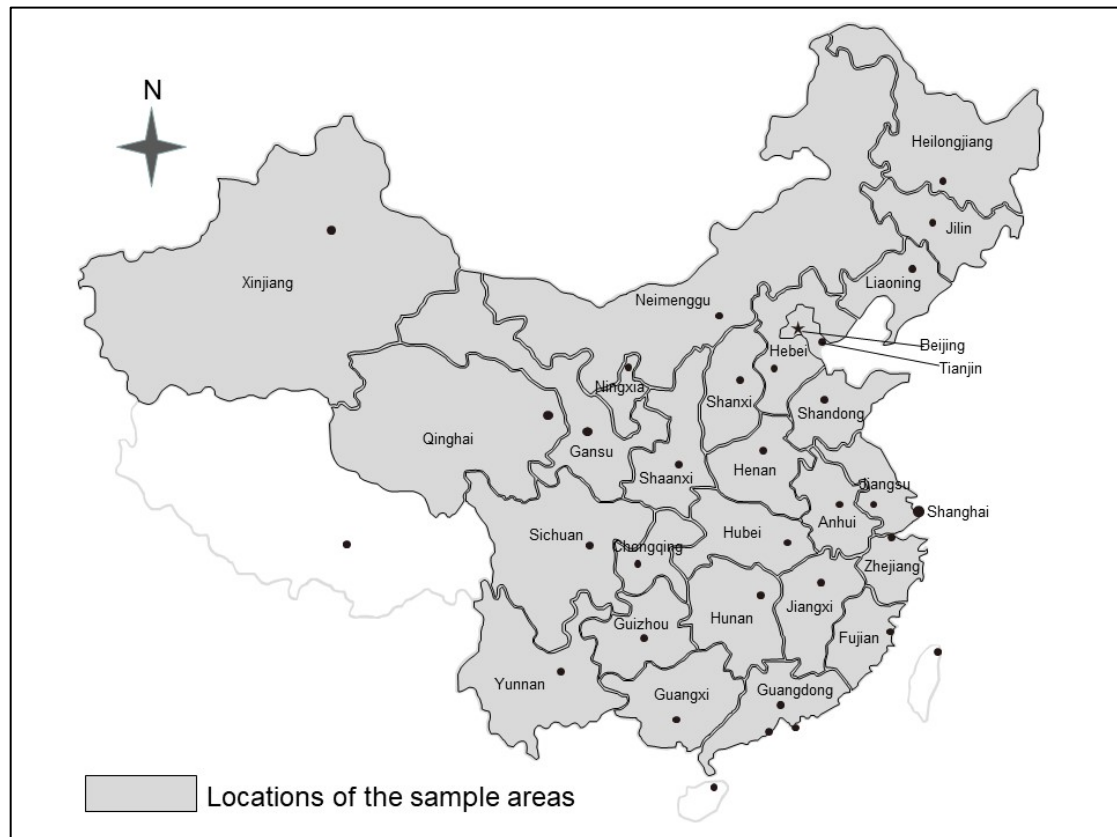 N
Heilongjiang
Jilin
Xinjiang
Liaoning
Neimenggu
Beijing
Hebei
Tianjin
Ningxia
Shanxi
Shandong
Qinghai
Gansu
Henan
Shaanxi
Jiangsu
Shanghai
Anhui
Sichuan
Hubei
Chongqing
Zhejiang
Jiangxi
Hunan
Guizhou
Fujian
Yunnan
Guangxi
Guangdong
Locations of the sample areas